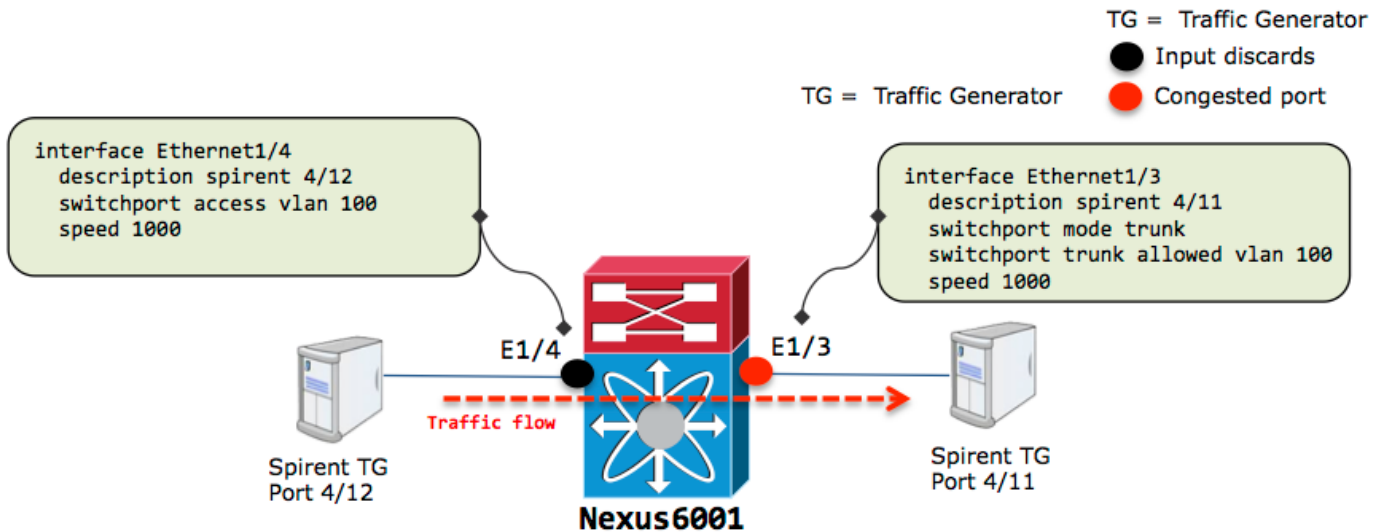 TG = Traffic Generator
Input discards
TG = Traffic Generator
Congested port
interface Ethernet1/4
description spirent 4/12
switchport access vlan 100
speed 1000
interface Ethernet1/3
description spirent 4/11
switchport mode trunk
switchport trunk allowed vlan 100
speed 1000
E1/4
E1/3
Traffic flow
Spirent TG
Port 4/12
Spirent TG
Port 4/11
Nexus6001